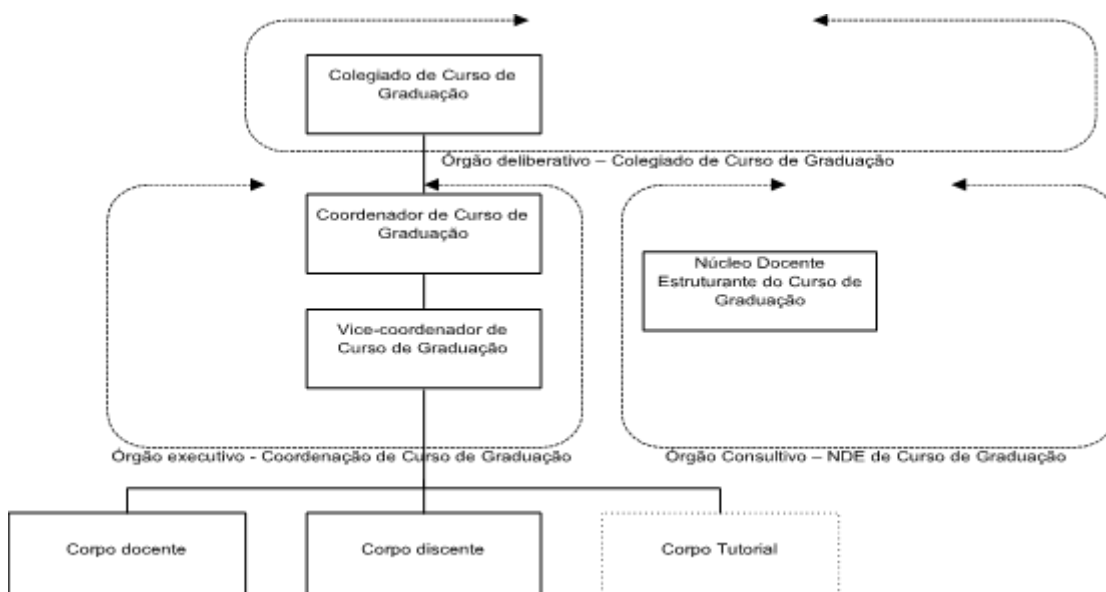 Colegiado de Curso de
Graduação
Órgão deliberativo – Colegiado de Curso de Graduação
Coordenador de Curso de
Graduação
Vice-coordenador de
Curso de Graduação
Órgão executivo - Coordenação de Curso de Graduação
Núcleo Docente
Estruturante do Curso de
Graduação
Órgão Consultivo – NDE de Curso de Graduação
Corpo docente
Corpo discente
Corpo Tutorial